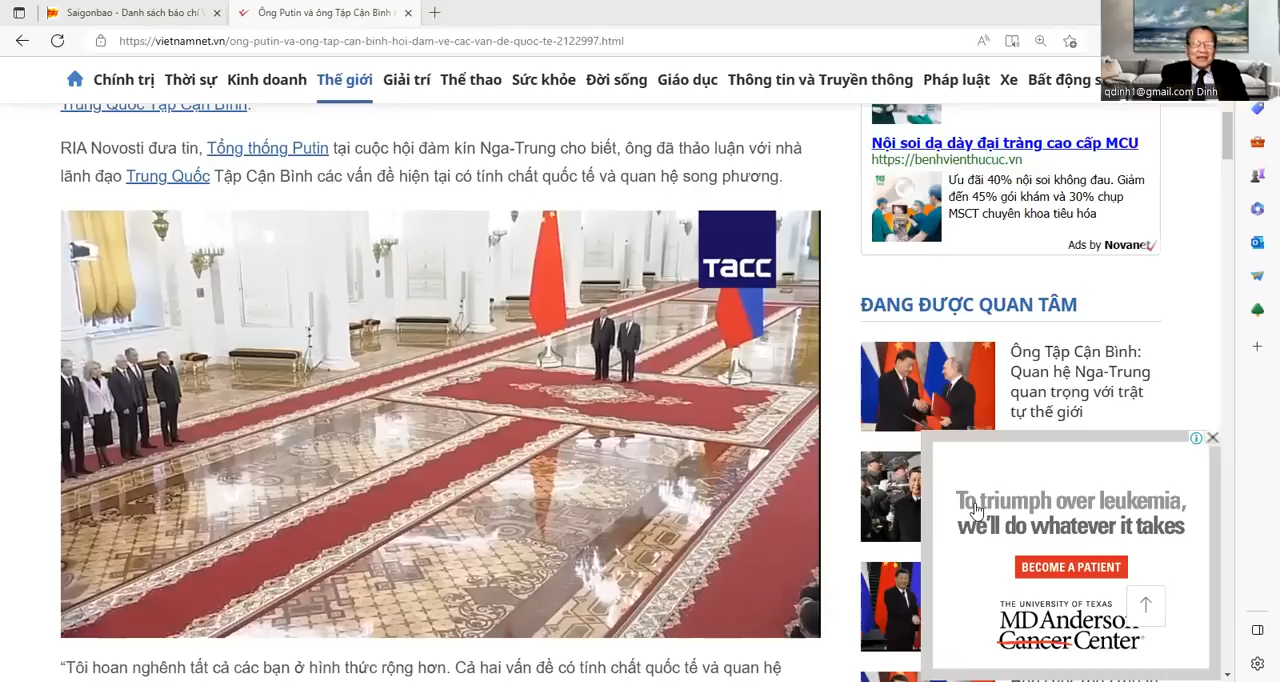 Saigonbao - Danh sách báo chí V
Ông Putin và ông Tập Cận Bình
https://vietnamnet.vn/ong-putin-va-ong-tap-can-binh-hoi-dam-ve-cac-van-de-quoc-te-2122997.html
qdinh1@gmail.com Dinh
Chính trị Thời sự Kinh doanh Thế giới Giải trí Thể thao Sức khỏe Đời sống Giáo dục Thông tin và Truyền thông Pháp luật Xe Bất động s
Trung Quốc Tập Cận Bình.
RIA Novosti đưa tin, Tổng thống Putin tại cuộc hội đàm kín Nga-Trung cho biết, ông đã thảo luận với nhà
lãnh đạo Trung Quốc Tập Cận Bình các vấn đề hiện tại có tính chất quốc tế và quan hệ song phương.
ТАСС
“Tôi hoan nghênh tất cả các bạn ở hình thức rộng hơn. Cả hai vấn đề có tính chất quốc tế và quan hệ
Nội soi dạ dày đại tràng cao cấp MCU
https://benhvienthucuc.vn
Ưu đãi 40% nội soi không đau. Giảm
đến 45% gói khám và 30% chụp
MSCT chuyên khoa tiêu hóa
Ads by Novanet
ĐANG ĐƯỢC QUAN TÂM
Ông Tập Cận Bình:
Quan hệ Nga-Trung
quan trọng với trật
tự thế giới
To triumph over leukemia,
we'll do whatever it takes
BECOME A PATIENT
THE UNIVERSITY OF TEXAS
MD Anderson
Cancer Center